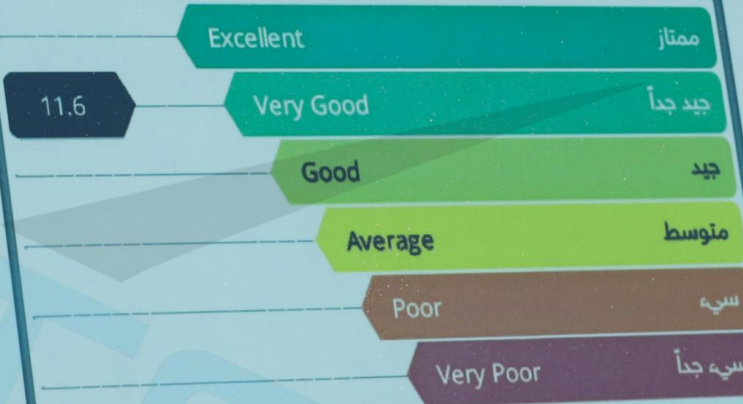 Excellent ممتاز
11.6 Very Good جيد جداً
Good جيد
Average متوسط
Poor سيء
Very Poor سيء جداً